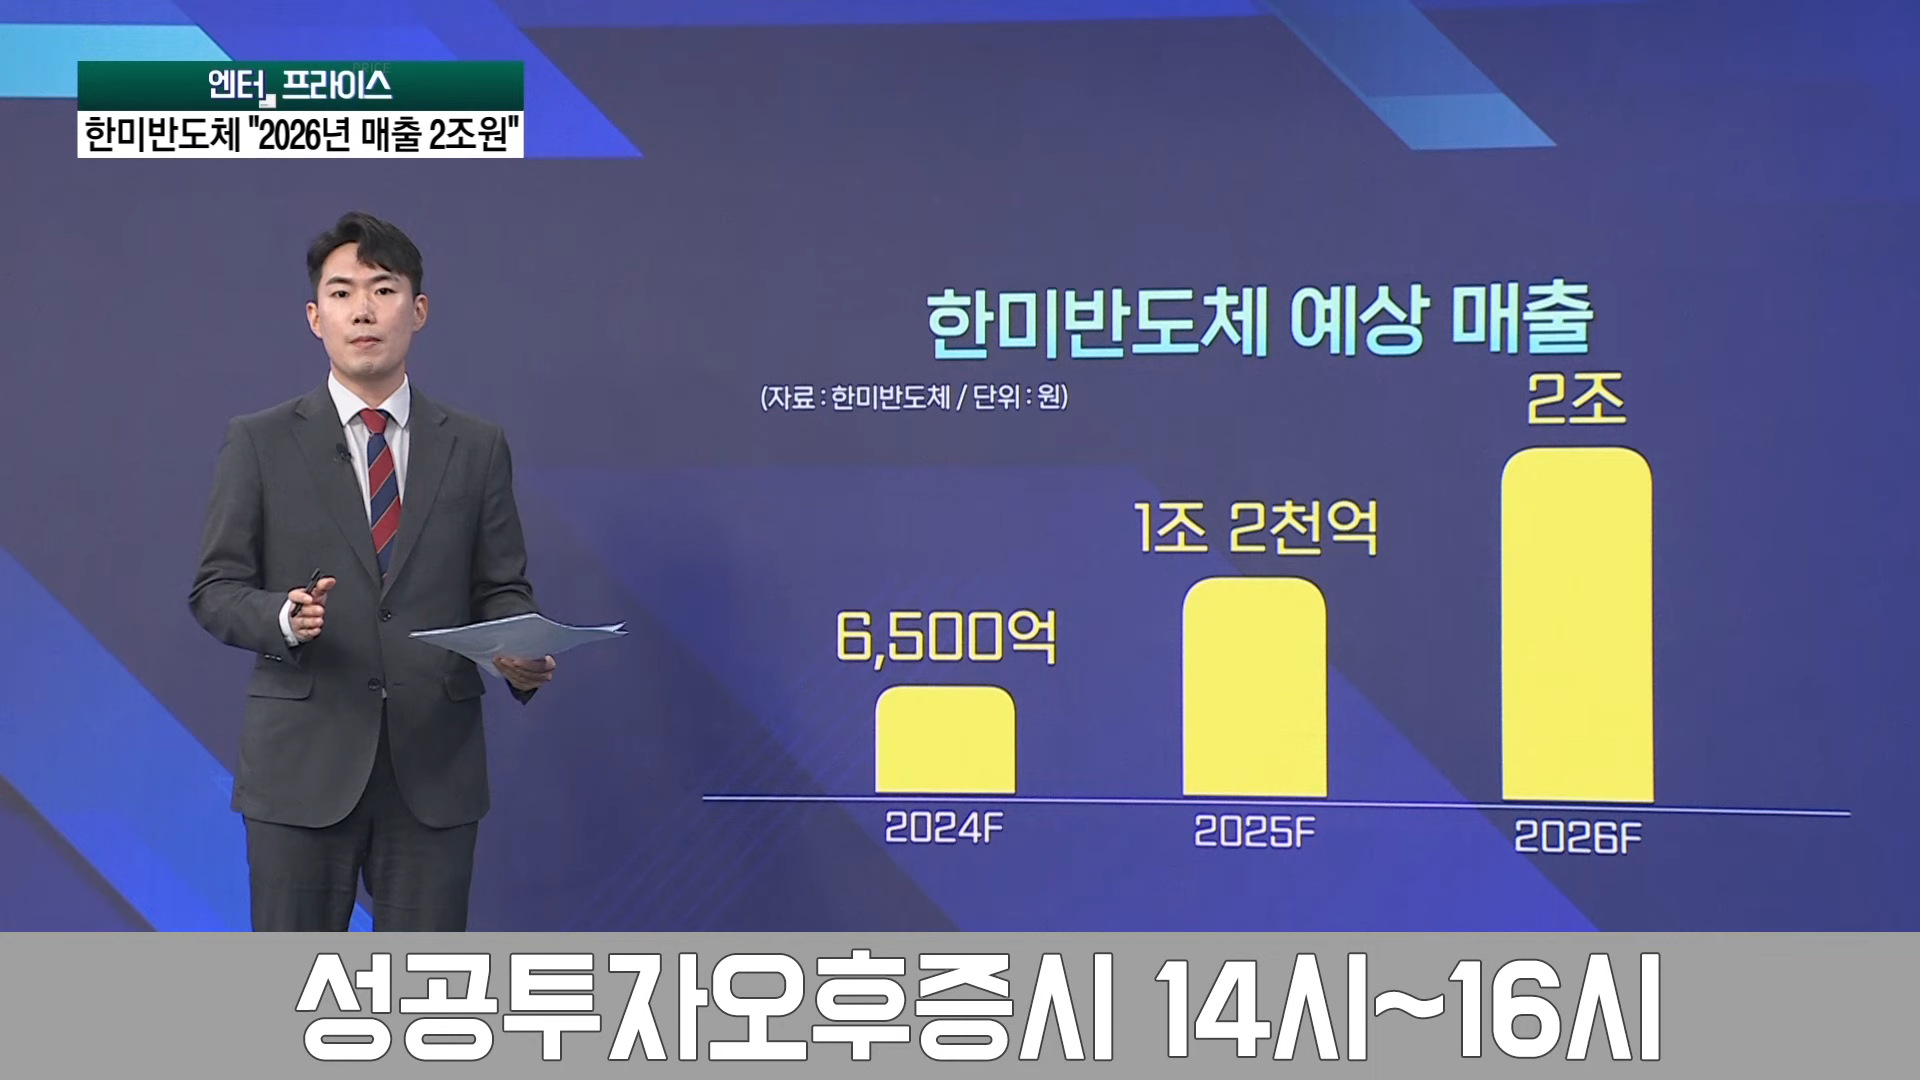 PRICE
엔터 프라이스
한미반도체 "2026년 매출 2조원"
한미반도체 예상 매출
(자료 : 한미반도체 / 단위 : 원)
2조
1조 2천억
6,500억
2024F 2025F 2026F
성공투자오후증시 14시~16시